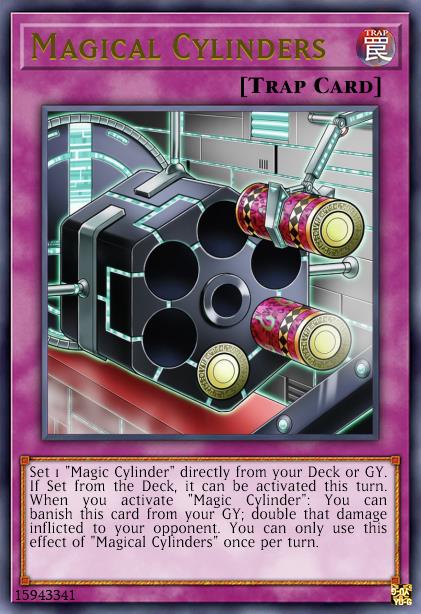 Magical Cylinders
TRAP
罠
[Trap Card]
Set 1 "Magic Cylinder" directly from your Deck or GY.
If Set from the Deck, it can be activated this turn.
When you activate "Magic Cylinder": You can
banish this card from your GY; double that damage
inflicted to your opponent. You can only use this
effect of "Magical Cylinders" once per turn.
15943341